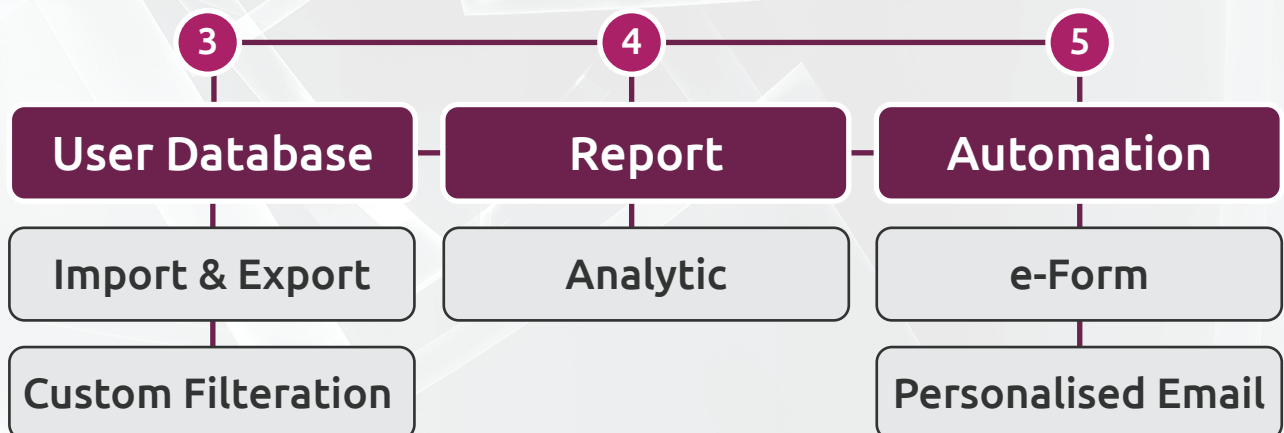 3 4 5
User Database Report Automation
Import & Export Analytic e-Form
Custom Filteration Personalised Email